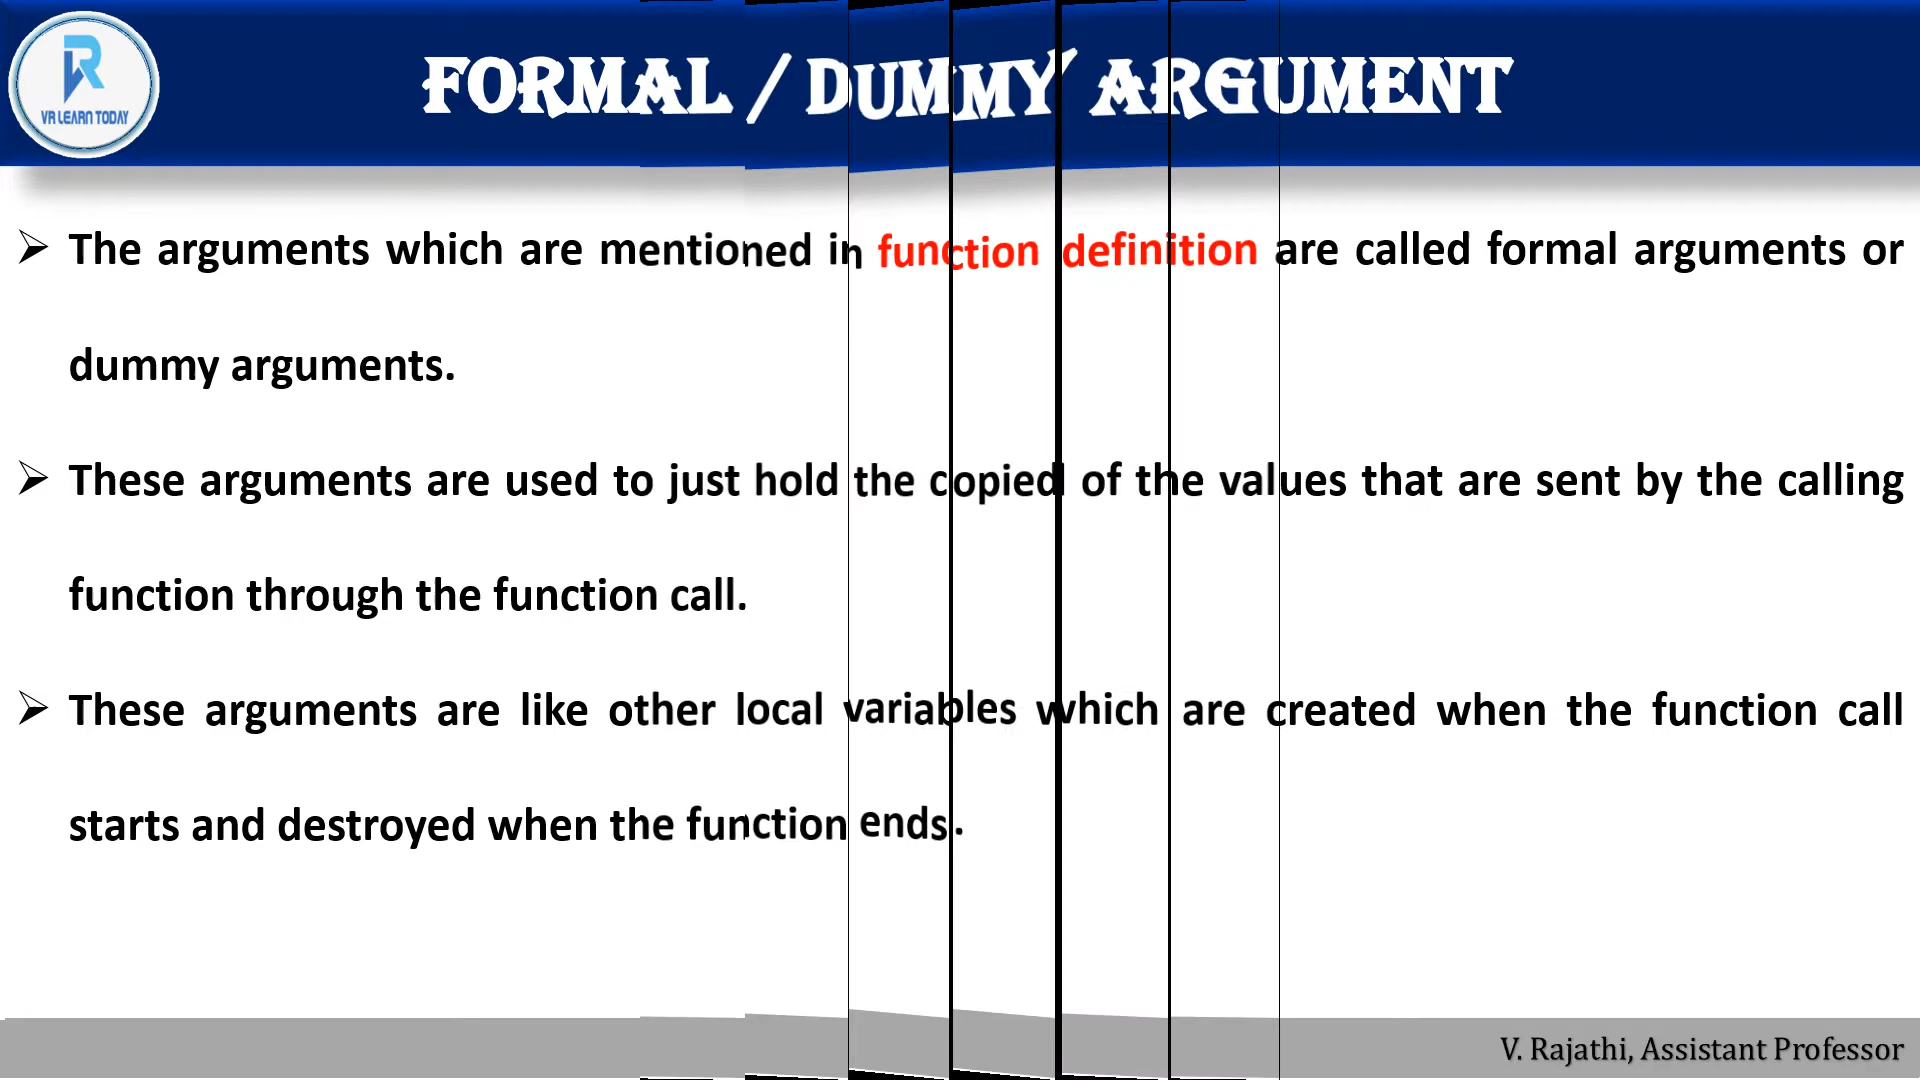 VR LEARN TODAY
FORMAL / DUMMY ARGUMENT
➢ The arguments which are mentioned in function definition are called formal arguments or
dummy arguments.
➢ These arguments are used to just hold the copied of the values that are sent by the calling
function through the function call.
➢ These arguments are like other local variables which are created when the function call
starts and destroyed when the function ends.
V. Rajathi, Assistant Professor